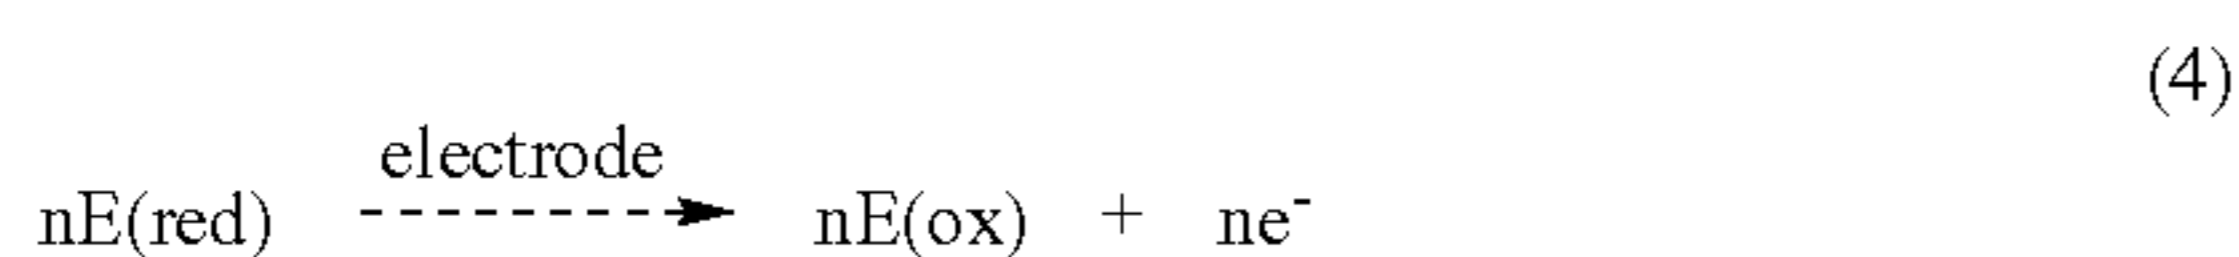 (4)
electrode
nE(red) -----> nE(ox) + ne⁻